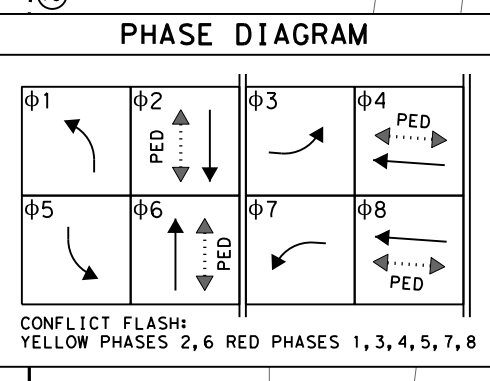 PHASE DIAGRAM
ϕ1 ϕ2 ϕ3 ϕ4
PED
PED
ϕ5 ϕ6 ϕ7 ϕ8
PED
PED
CONFLICT FLASH:
YELLOW PHASES 2,6 RED PHASES 1,3,4,5,7,8